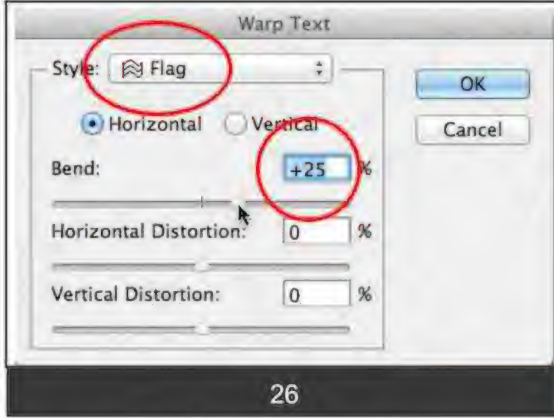 Warp Text
Style: Flag
OK
Horizontal Vertical
Cancel
Bend: +25 %
Horizontal Distortion: 0 %
Vertical Distortion: 0 %
26